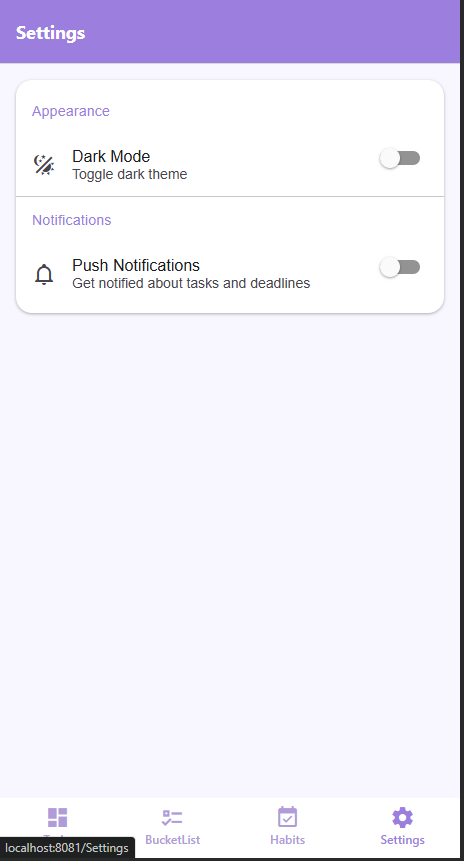 Settings
Appearance
Dark Mode
Toggle dark theme
Notifications
Push Notifications
Get notified about tasks and deadlines
BucketList
Habits
Settings
localhost:8081/Settings